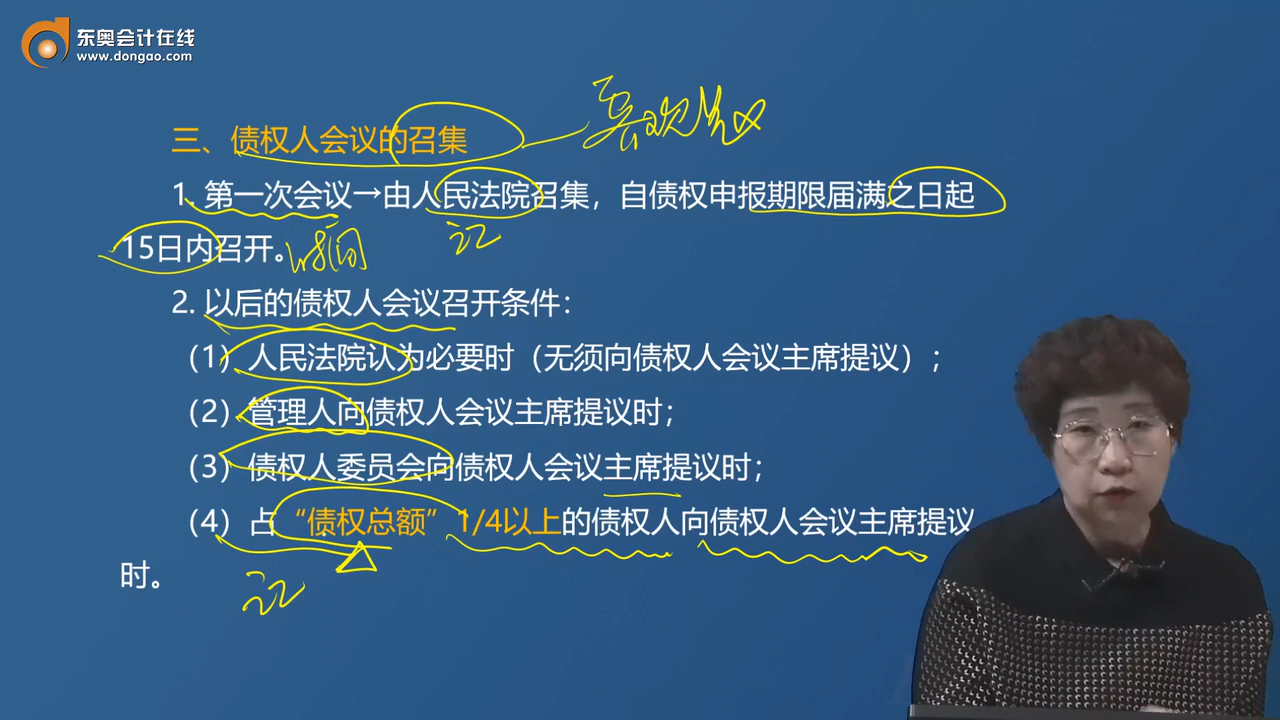 东奥会计在线
www.dongao.com
三、债权人会议的召集
1. 第一次会议→由人民法院召集，自债权申报期限届满之日起
15日内召开。时间
记
2. 以后的债权人会议召开条件：
（1）人民法院认为必要时（无须向债权人会议主席提议）；
（2）管理人向债权人会议主席提议时；
（3）债权人委员会向债权人会议主席提议时；
（4）占“债权总额”1/4以上的债权人向债权人会议主席提议
时。
记